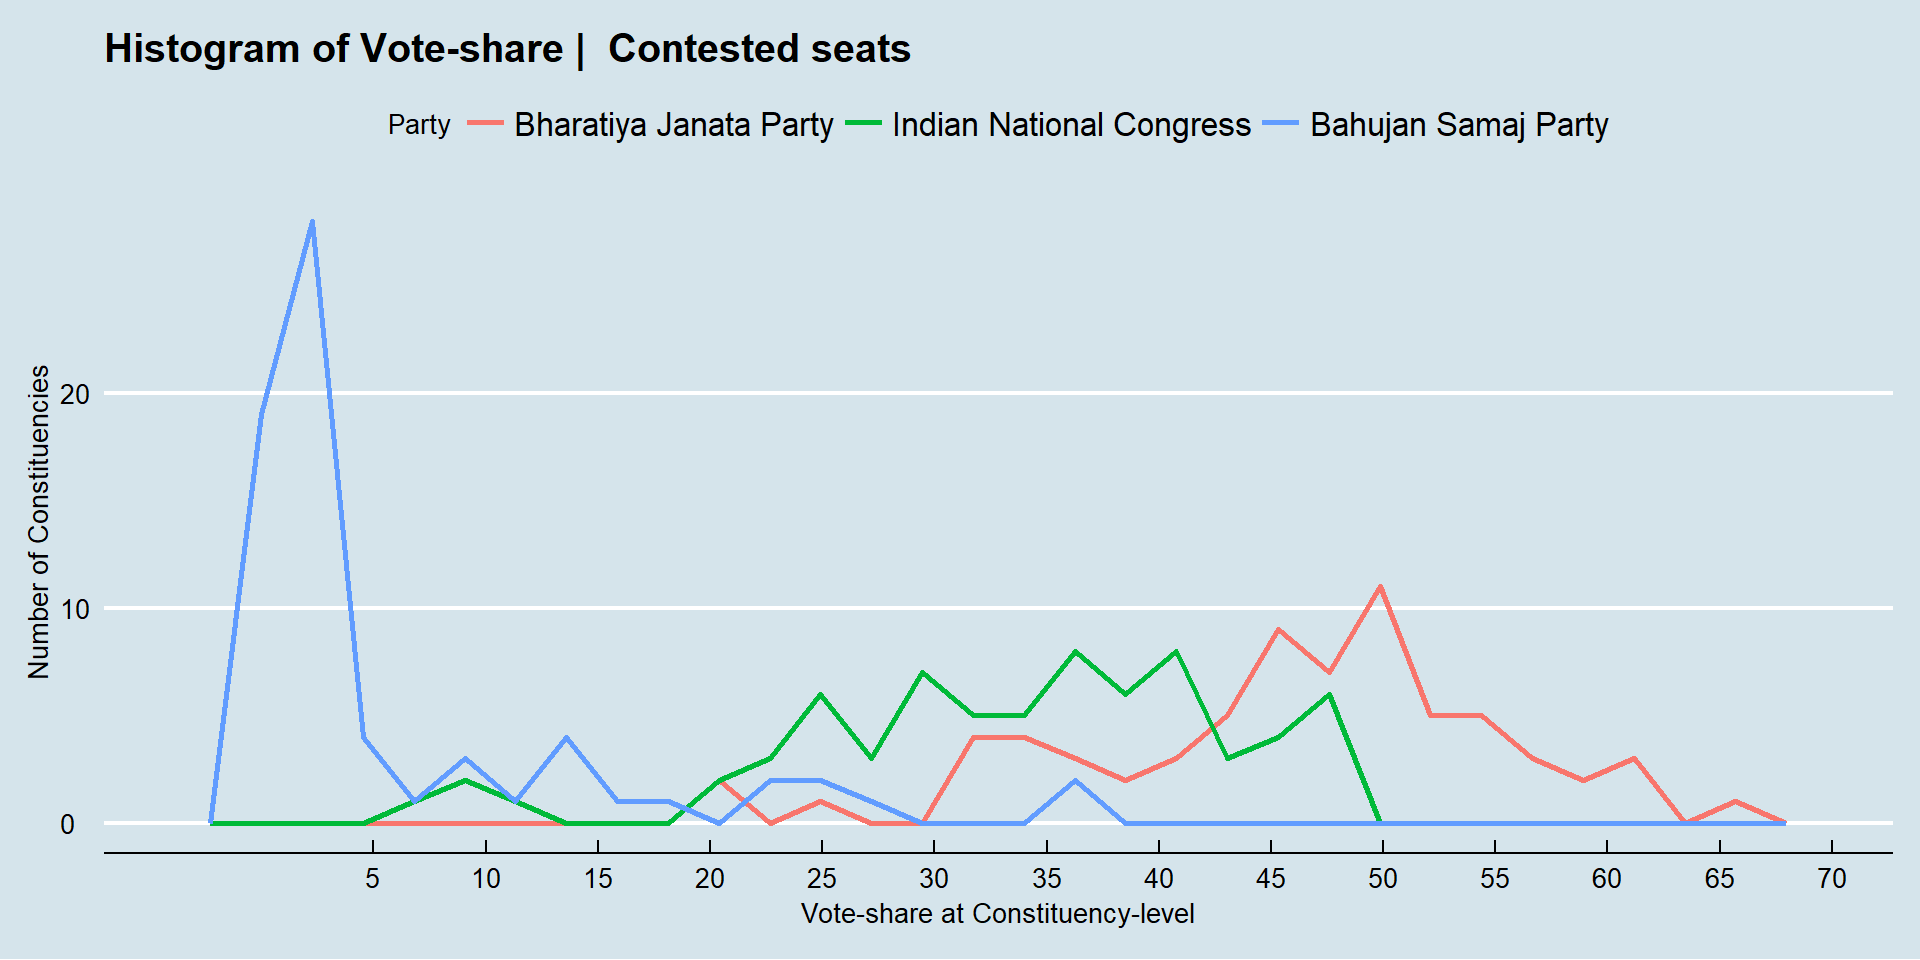 Histogram of Vote-share |  Contested seats
Party Bharatiya Janata Party Indian National Congress Bahujan Samaj Party
Number of Constituencies
20
10
0
5 10 15 20 25 30 35 40 45 50 55 60 65 70
Vote-share at Constituency-level